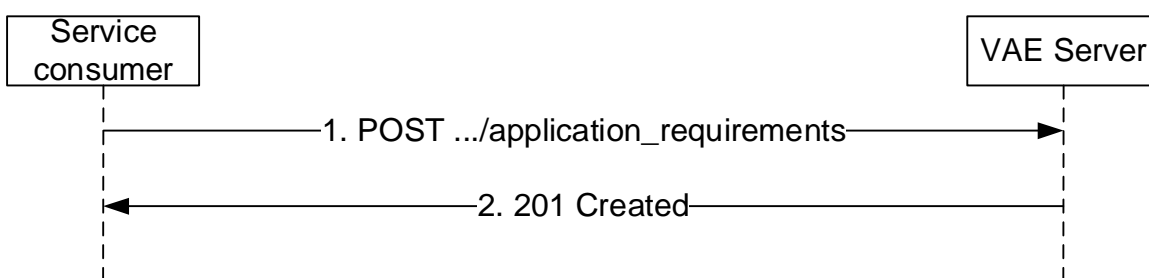 Service
consumer
VAE Server
1. POST .../application_requirements
2. 201 Created